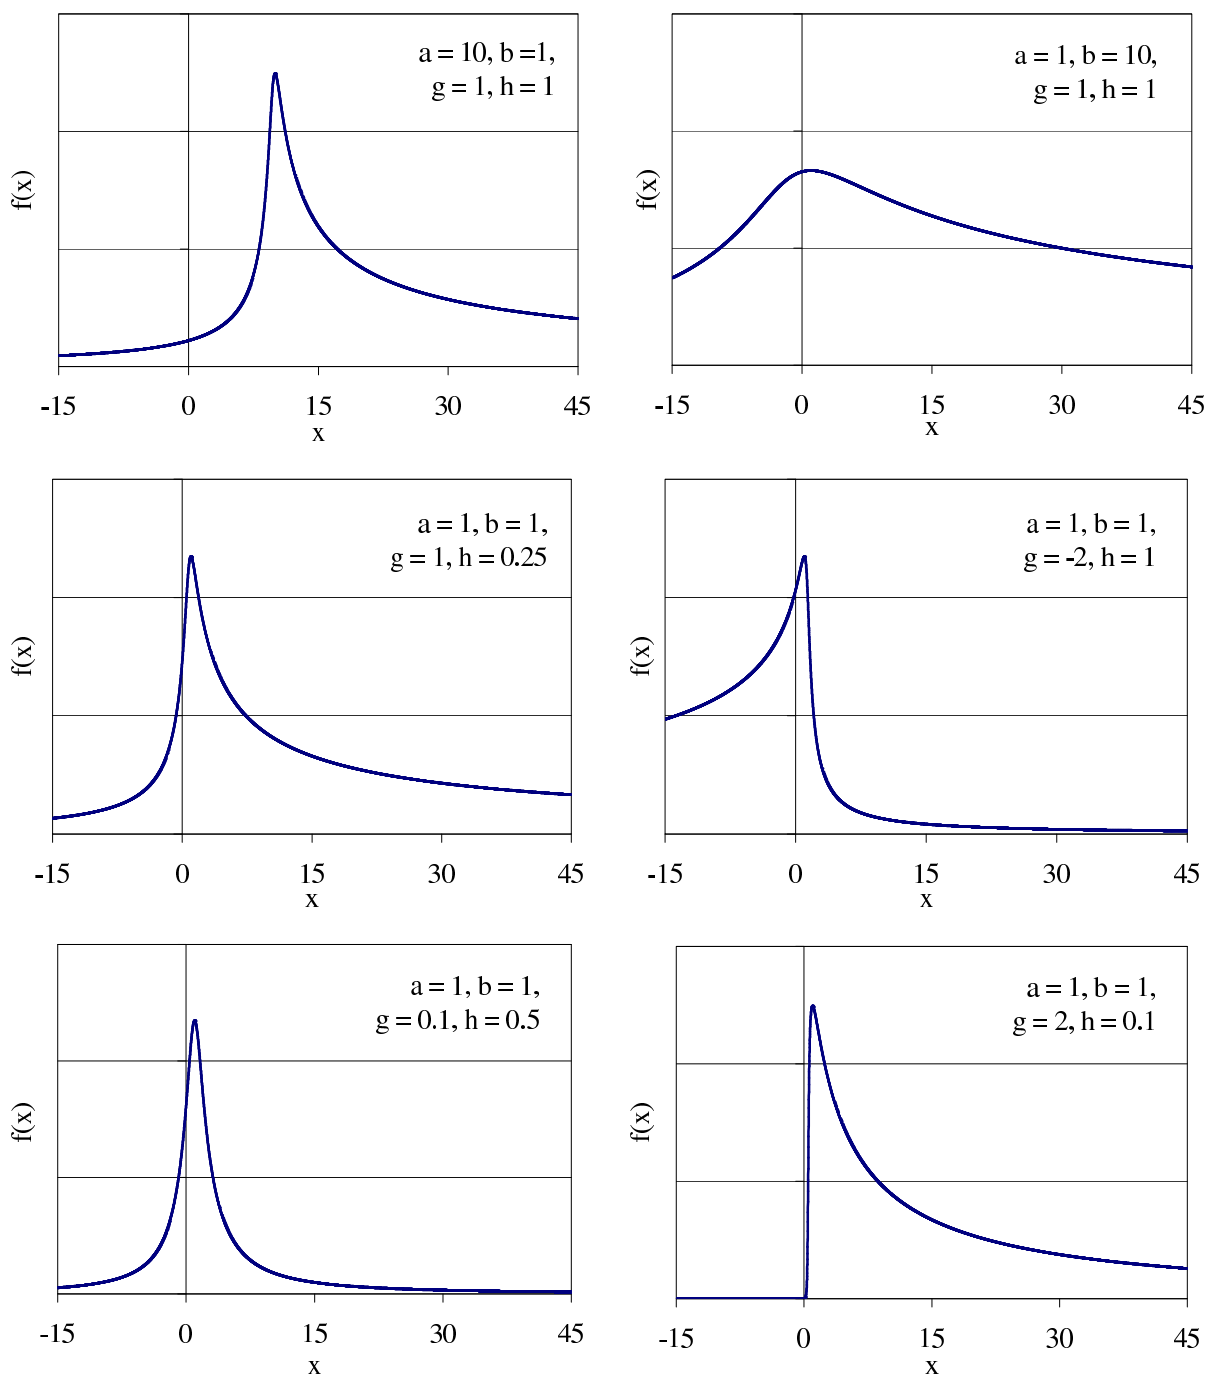 a = 10, b =1,
g = 1, h = 1
f(x)
-15 0 15 30 45
x
a = 1, b = 10,
g = 1, h = 1
f(x)
-15 0 15 30 45
x
a = 1, b = 1,
g = 1, h = 0.25
f(x)
-15 0 15 30 45
x
a = 1, b = 1,
g = -2, h = 1
f(x)
-15 0 15 30 45
x
a = 1, b = 1,
g = 0.1, h = 0.5
f(x)
-15 0 15 30 45
x
a = 1, b = 1,
g = 2, h = 0.1
f(x)
-15 0 15 30 45
x